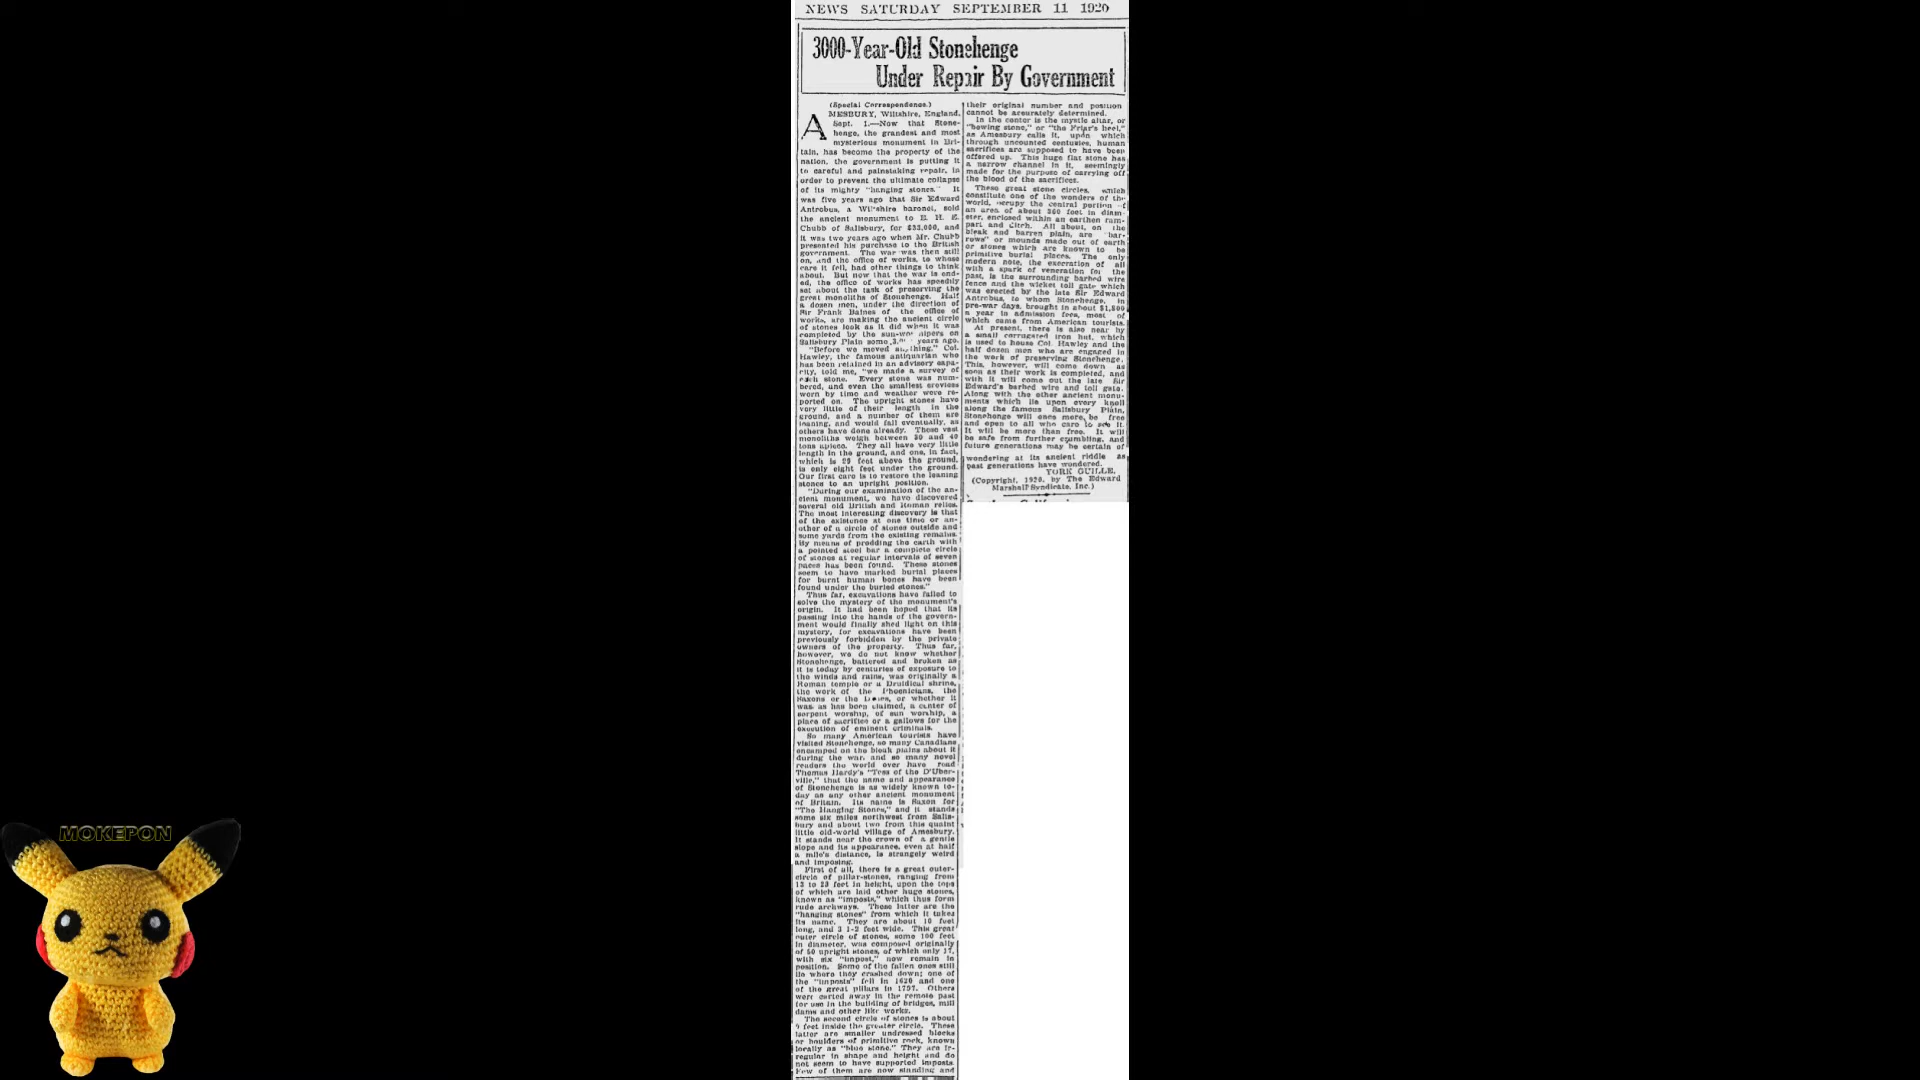 NEWS SATURDAY SEPTEMBER 11 1920
3000-Year-Old Stonehenge
Under Repair By Government
(Special Correspondence.)
AMESBURY, Wiltshire, England,
Sept. 1.—Now that Stone-
henge, the grandest and most
mysterious monument in Bri-
tain, has become the property of the
nation, the government is putting it
to careful and painstaking repair, in
order to prevent the ultimate collapse
of its mighty "hanging stones." It
was five years ago that Sir Edward
Antrobus, a Wiltshire baronet, sold
the ancient monument to E. H. E.
Chubb of Salisbury, for $33,000, and
it was two years ago when Mr. Chubb
presented his purchase to the British
government. The war was then still
on, and the office of works, to whose
care it fell, had other things to think
about. But now that the war is end-
ed, the office of works has speedily
set about the task of preserving the
great monoliths of Stonehenge. Half
a dozen men, under the direction of
Sir Frank Baines of the office of
works, are making the ancient circle
of stones look as it did when it was
completed by the on
Salisbury Plain some years ago.
"Before we moved anything," Col.
Hawley, the famous antiquarian who
has been retained in an advisory capa-
city, told me, "we made a survey of
each stone. Every stone was num-
bered, and even the smallest crevices
worn by time and weather were re-
ported on. The upright stones have
very little of their length in the
ground, and a number of them are
leaning, and would fall eventually, as
others have done already. These vast
monoliths weigh between 30 and 40
tons apiece. They all have very little
length in the ground, and one, in fact,
which is 29 feet above the ground,
is only eight feet under the ground.
Our first care is to restore the leaning
stones to an upright position.
"During our examination of the an-
cient monument, we have discovered
several old British and Roman relics.
The most interesting discovery is that
of the existence at one time or an-
other of a circle of stones outside and
some yards from the existing remains.
By means of prodding the earth with
a pointed steel bar a complete circle
of stones at regular intervals of seven
paces has been found. These stones
seem to have marked burial places
for burnt human bones have been
found under the buried stones."
Thus far, excavations have failed to
solve the mystery of the monument's
origin. It had been hoped that its
passing into the hands of the govern-
ment would finally shed light on this
mystery, for excavations have been
previously forbidden by the private
owners of the property. Thus far,
however, we do not know whether
Stonehenge, battered and broken as
it is today by centuries of exposure to
the winds and rains, was originally a
Roman temple or a Druidical shrine,
the work of the Phoenicians, the
Saxons or the Danes, or whether it
was, as has been claimed, a center of
serpent worship, of sun worship, a
place of sacrifice or a gallows for the
execution of eminent criminals.
So many American tourists have
visited Stonehenge, so many Canadians
encamped on the bleak plains about it
during the war, and so many novel
readers the world over have read
Thomas Hardy's "Tess of the D'Uber-
ville," that the name and appearance
of Stonehenge is as widely known to-
day as any other ancient monument
of Britain. Its name is Saxon for
"The Hanging Stones," and it stands
some six miles northwest from Salis-
bury and about two from this quaint
little old-world village of Amesbury.
It stands near the crown of a gentle
slope and its appearance, even at half
a mile's distance, is strangely weird
and imposing.
First of all, there is a great outer-
circle of pillar-stones, ranging from
13 to 23 feet in height, upon the tops
of which are laid other huge stones,
known as "imposts," which thus form
rude archways. These latter are the
"hanging stones" from which it takes
its name. They are about 10 feet
long, and 3 1-2 feet wide. This great
outer circle of stones, some 100 feet
in diameter, was composed originally
of 50 upright stones, of which only 17,
with six "impost," now remain in
position. Some of the fallen ones still
lie where they crashed down; one of
the "imposts" fell in 1620 and one
of the great pillars in 1797. Others
were carted away in the remote past
for use in the building of bridges, mill
dams and other like works.
The second circle of stones is about
9 feet inside the greater circle. These
latter are smaller undressed blocks
or boulders of primitive rock, known
locally as "blue stone." They are ir-
regular in shape and height and do
not seem to have supported imposts.
Few of them are now standing and
their original number and position
cannot be accurately determined.
In the center is the mystic altar, or
"bowing stone," or "the Friar's heel,"
as Amesbury calls it, upon which
through uncounted centuries, human
sacrifices are supposed to have been
offered up. This huge flat stone has
a narrow channel in it, seemingly
made for the purpose of carrying off
the blood of the sacrifices.
These great stone circles, which
constitute one of the wonders of the
world, occupy the central portion of
an area of about 360 feet in diam-
eter, enclosed within an earthen ram-
part and ditch. All about, on the
bleak and barren plain, are "bar-
rows" or mounds made out of earth
or stones which are known to be
primitive burial places. The only
modern note, the execration of all
with a spark of veneration for the
past, is the surrounding barbed wire
fence and the wicket toll gate which
was erected by the late Sir Edward
Antrobus, to whom Stonehenge, in
pre-war days, brought in about $1,800
a year in admission fees, most of
which came from American tourists.
At present, there is also near by
a small corrugated iron hut, which
is used to house Col. Hawley and the
half dozen men who are engaged in
the work of preserving Stonehenge.
This, however, will come down as
soon as their work is completed, and
with it will come out the late Sir
Edward's barbed wire and toll gate.
Along with the other ancient monu-
ments which lie upon every knoll
along the famous Salisbury Plain,
Stonehenge will once more be free
and open to all who care to see it.
It will be more than free. It will
be safe from further crumbling, and
future generations may be certain of
wondering at its ancient riddle as
past generations have wondered.
YORK GUILLE.
(Copyright, 1920, by The Edward
Marshall Syndicate, Inc.)
MOKEPON